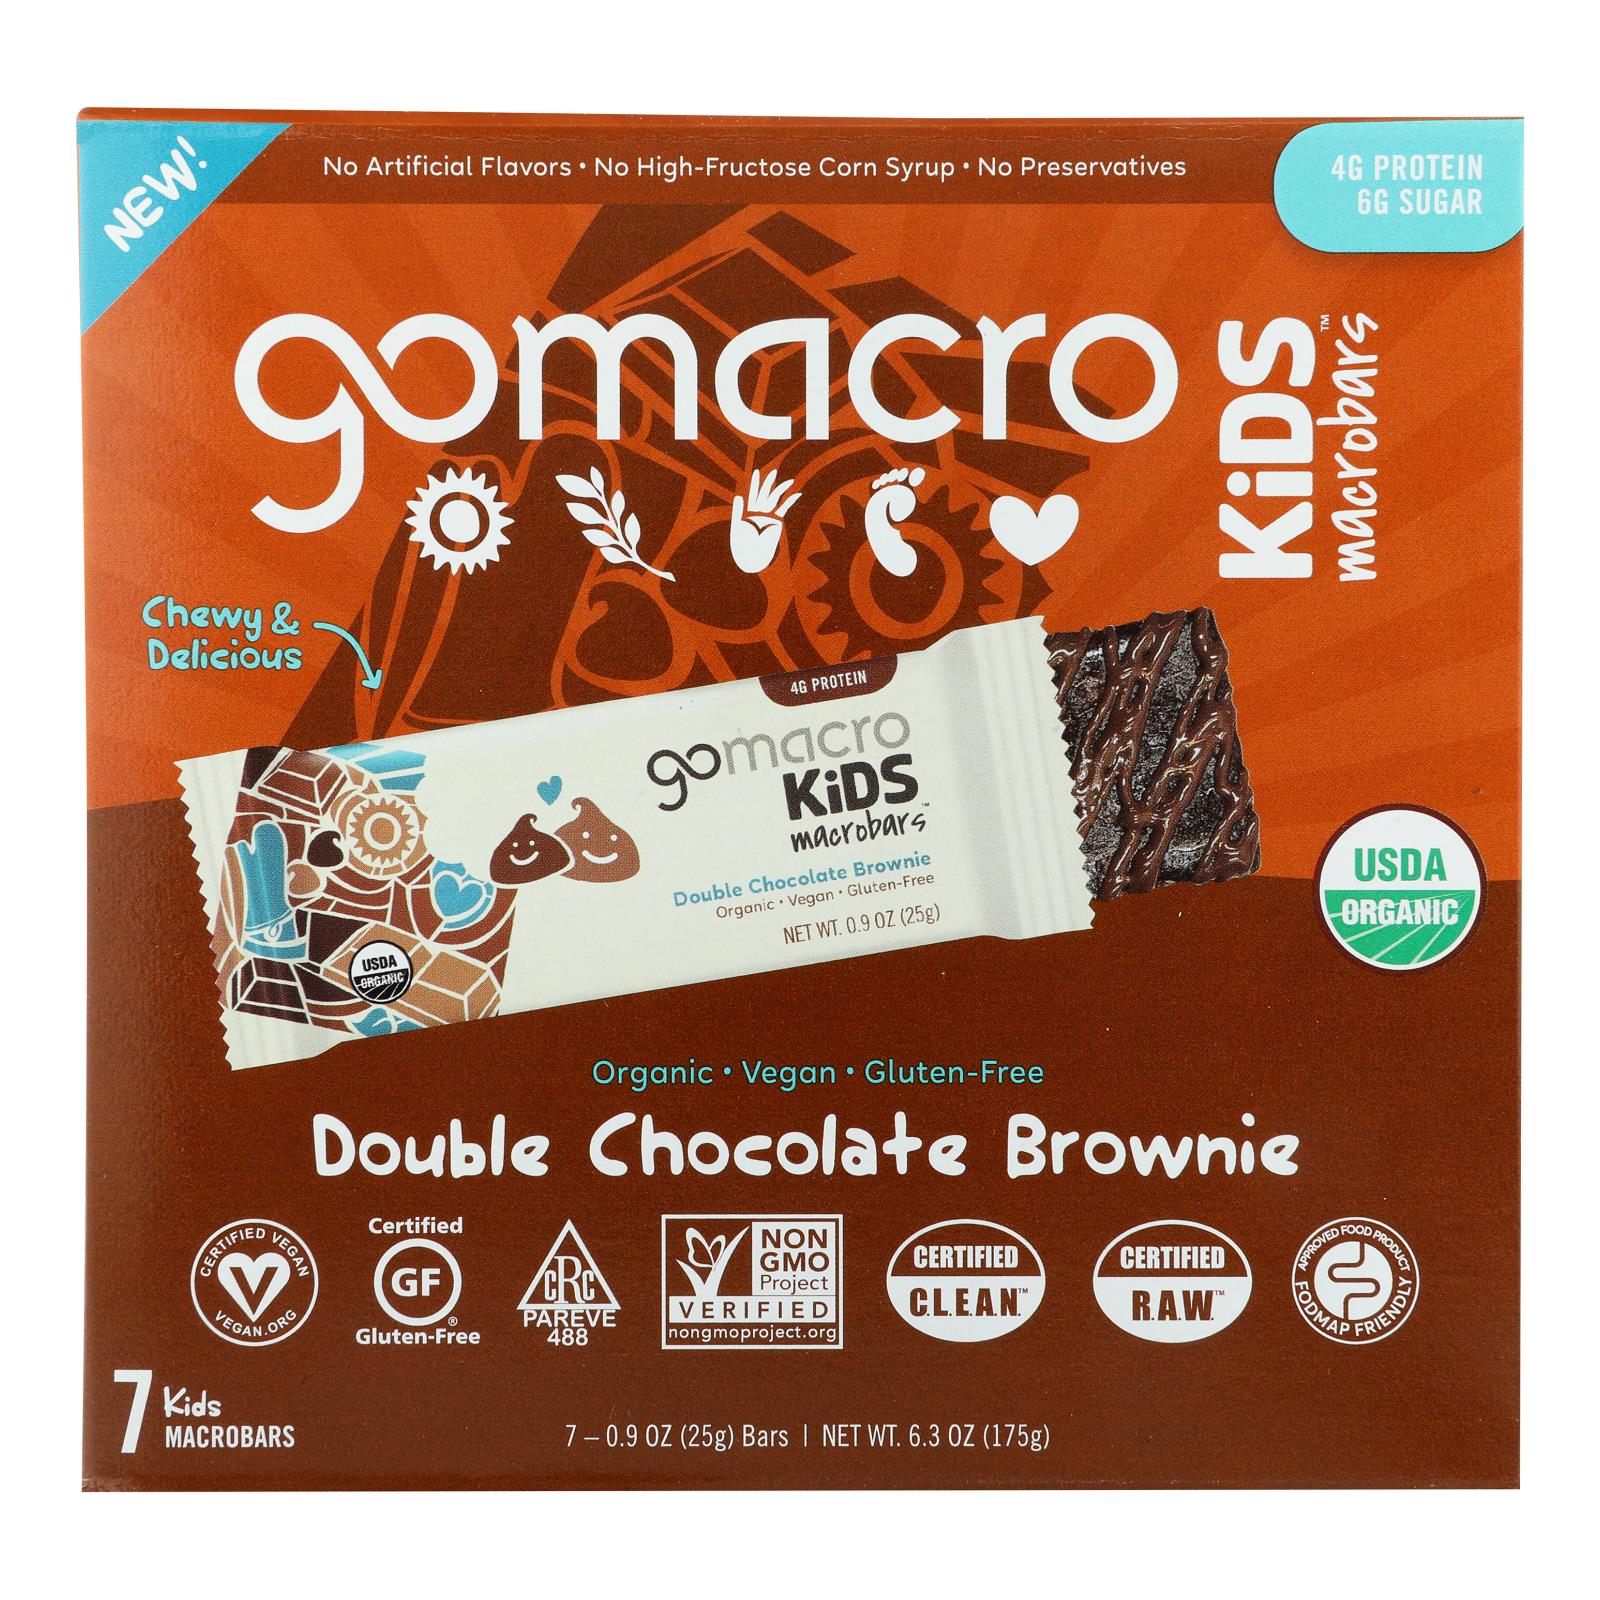 NEW!
No Artificial Flavors • No High-Fructose Corn Syrup • No Preservatives
4G PROTEIN
6G SUGAR
gomacro
KiDS™
macrobars
Chewy &
Delicious
4G PROTEIN
gomacro
KiDS
macrobars™
Double Chocolate Brownie
Organic • Vegan • Gluten-Free
NET WT. 0.9 OZ (25g)
USDA
ORGANIC
USDA
ORGANIC
Organic • Vegan • Gluten-Free
Double Chocolate Brownie
CERTIFIED VEGAN
V
VEGAN.ORG
Certified
GF®
Gluten-Free
CRC
PAREVE
488
NON
GMO
Project
VERIFIED
nongmoproject.org
CERTIFIED
C.L.E.A.N.™
CERTIFIED
R.A.W.™
APPROVED FOOD PRODUCT
FODMAP FRIENDLY
7 Kids
MACROBARS
7 – 0.9 OZ (25g) Bars | NET WT. 6.3 OZ (175g)